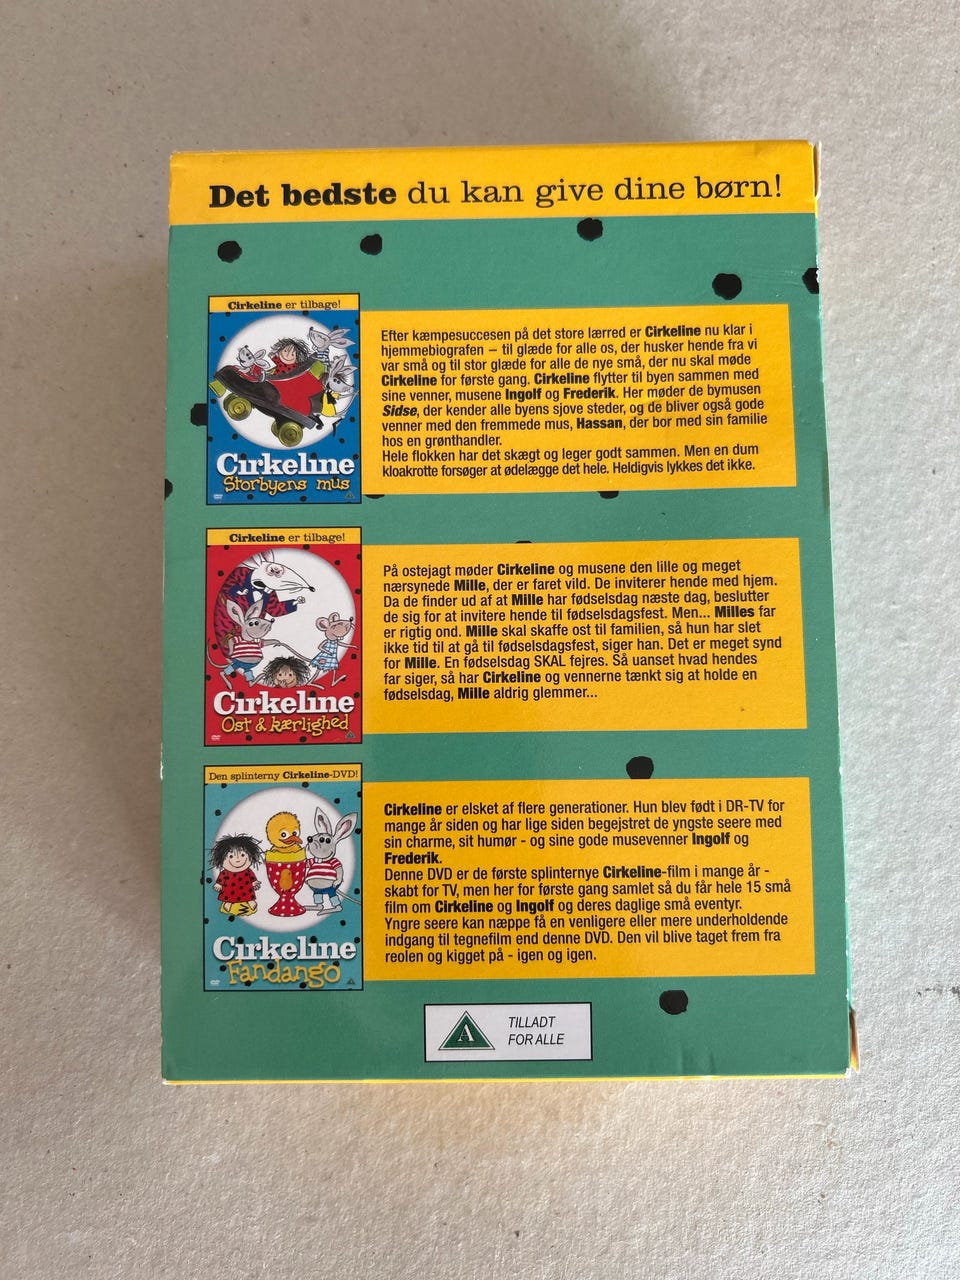 Det bedste du kan give dine børn!
Cirkeline er tilbage!
Cirkeline
Storbyens mus
Efter kæmpesuccesen på det store lærred er Cirkeline nu klar i
hjemmebiografen – til glæde for alle os, der husker hende fra vi
var små og til stor glæde for alle de nye små, der nu skal møde
Cirkeline for første gang. Cirkeline flytter til byen sammen med
sine venner, musene Ingolf og Frederik. Her møder de bymusen
Sidse, der kender alle byens sjove steder, og de bliver også gode
venner med den fremmede mus, Hassan, der bor med sin familie
hos en grønthandler.
Hele flokken har det skægt og leger godt sammen. Men en dum
kloakrotte forsøger at ødelægge det hele. Heldigvis lykkes det ikke.
Cirkeline er tilbage!
Cirkeline
Ost & kærlighed
På ostejagt møder Cirkeline og musene den lille og meget
nærsynede Mille, der er faret vild. De inviterer hende med hjem.
Da de finder ud af at Mille har fødselsdag næste dag, beslutter
de sig for at invitere hende til fødselsdagsfest. Men... Milles far
er rigtig ond. Mille skal skaffe ost til familien, så hun har slet
ikke tid til at gå til fødselsdagsfest, siger han. Det er meget synd
for Mille. En fødselsdag SKAL fejres. Så uanset hvad hendes
far siger, så har Cirkeline og vennerne tænkt sig at holde en
fødselsdag, Mille aldrig glemmer...
Den splinterny Cirkeline-DVD!
Cirkeline
Fandango
Cirkeline er elsket af flere generationer. Hun blev født i DR-TV for
mange år siden og har lige siden begejstret de yngste seere med
sin charme, sit humør - og sine gode musevenner Ingolf og
Frederik.
Denne DVD er de første splinternye Cirkeline-film i mange år -
skabt for TV, men her for første gang samlet så du får hele 15 små
film om Cirkeline og Ingolf og deres daglige små eventyr.
Yngre seere kan næppe få en venligere eller mere underholdende
indgang til tegnefilm end denne DVD. Den vil blive taget frem fra
reolen og kigget på - igen og igen.
A
TILLADT
FOR ALLE